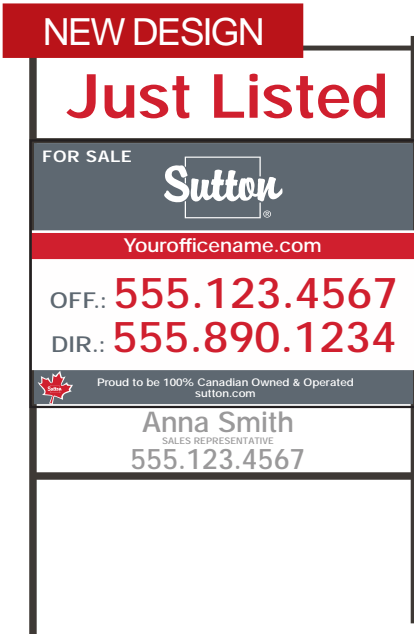 NEW DESIGN
Just Listed
FOR SALE
Sutton
®
Yourofficename.com
OFF.: 555.123.4567
DIR.: 555.890.1234
Sutton
Proud to be 100% Canadian Owned & Operated
sutton.com
Anna Smith
SALES REPRESENTATIVE
555.123.4567